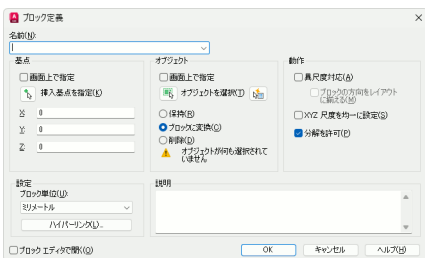 ブロック定義
名前(N):
基点
画面上で指定
挿入基点を指定(K)
X: 0
Y: 0
Z: 0
オブジェクト
画面上で指定
オブジェクトを選択(T)
保持(R)
ブロックに変換(C)
削除(D)
オブジェクトが何も選択されて
いません
動作
異尺度対応(A)
ブロックの方向をレイアウト
に揃える(M)
XYZ 尺度を均一に設定(S)
分解を許可(P)
設定
ブロック単位(U):
ミリメートル
ハイパーリンク(L)...
説明
ブロック エディタで開く(O)
OK キャンセル ヘルプ(H)